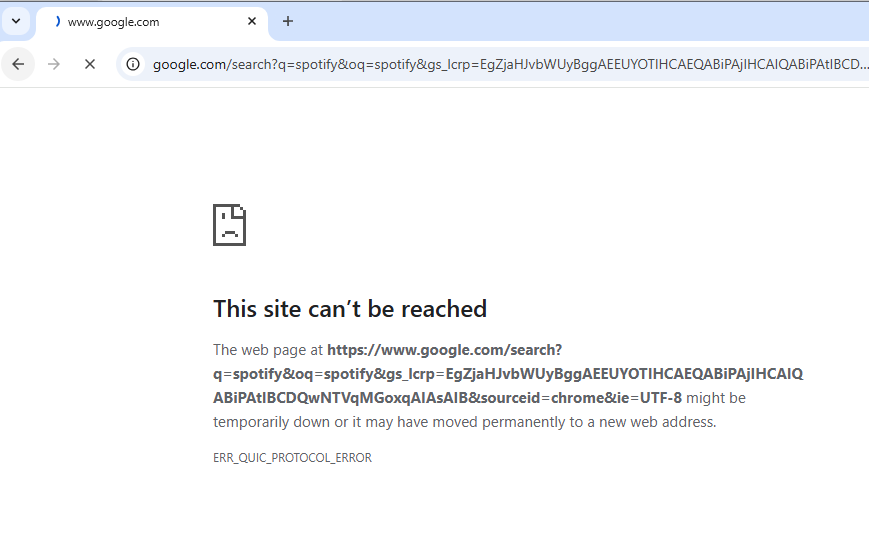 www.google.com
google.com/search?q=spotify&oq=spotify&gs_lcrp=EgZjaHJvbWUyBggAEEUYOTIHCAEQABiPAjIHCAIQABiPAtIBCD...
This site can’t be reached
The web page at https://www.google.com/search?
q=spotify&oq=spotify&gs_lcrp=EgZjaHJvbWUyBggAEEUYOTIHCAEQABiPAjIHCAIQ
ABiPAtIBCDQwNTVqMGoxqAIAsAIB&sourceid=chrome&ie=UTF-8 might be
temporarily down or it may have moved permanently to a new web address.
ERR_QUIC_PROTOCOL_ERROR